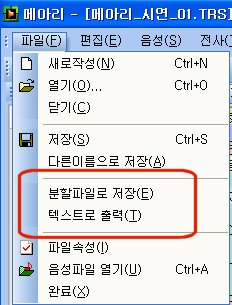 메아리 - [메아리_시연_01.TRS]
파일(F) 편집(E) 음성(S) 전사(
새로작성(N) Ctrl+N
열기(O)... Ctrl+O
닫기(C)
저장(S) Ctrl+S
다른이름으로 저장(A)
분할파일로 저장(E)
텍스트로 출력(T)
파일속성(I)
음성파일 열기(U) Ctrl+A
완료(X)